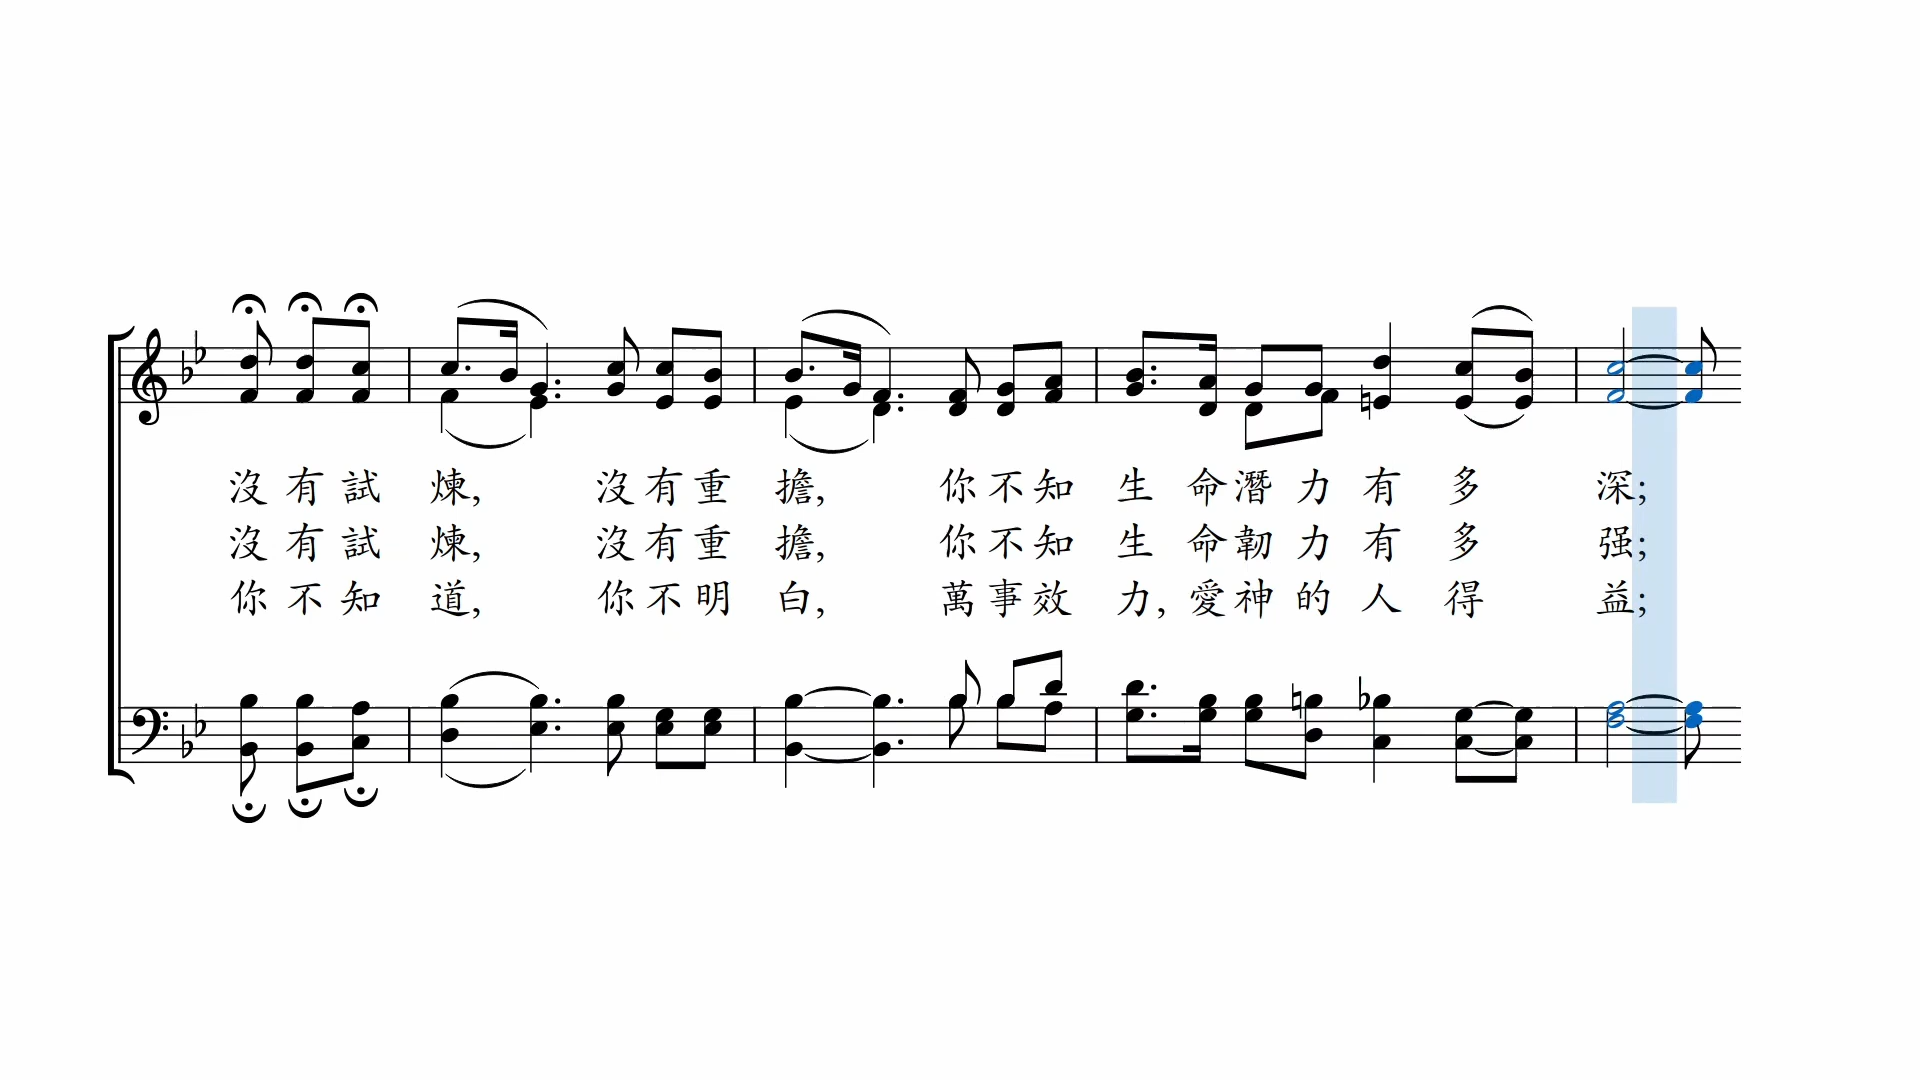 沒有試煉, 沒有重擔, 你不知生命潛力有多深;
沒有試煉, 沒有重擔, 你不知生命韌力有多强;
你不知道, 你不明白, 萬事效力, 愛神的人得益;